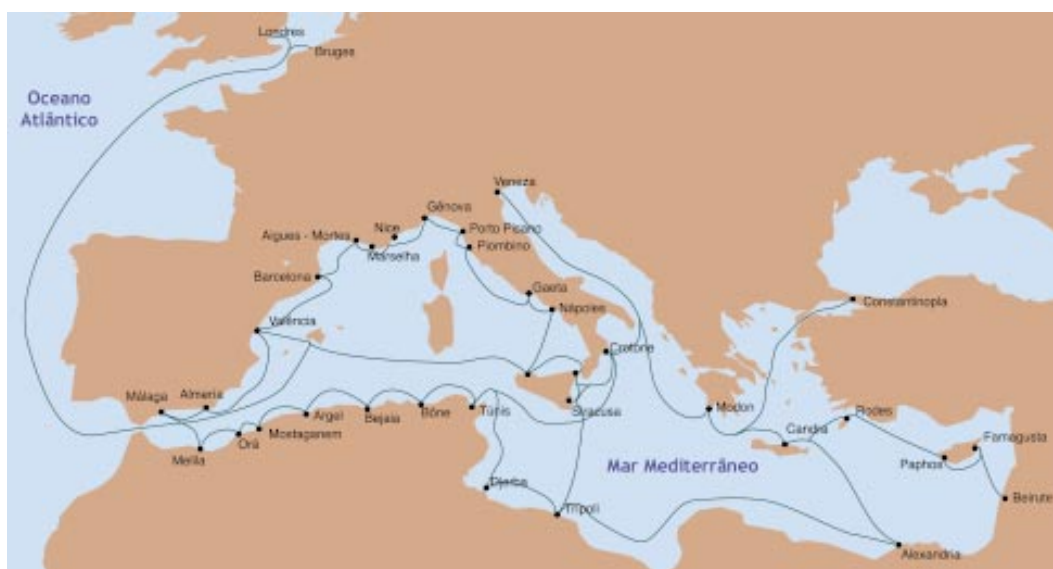 Londres
Bruges
Oceano
Atlântico
Veneza
Gênova
Nice
Porto Pisano
Aigues - Mortes
Marselha
Piombino
Barcelona
Gaeta
Constantinopla
Nápoles
València
Crotone
Málaga
Almeria
Siracusa
Modon
Rodes
Túnis
Bône
Bejaia
Argel
Mostaganem
Orã
Candia
Famagusta
Melila
Mar Mediterrâneo
Paphos
Djerba
Beirute
Trípoli
Alexandria